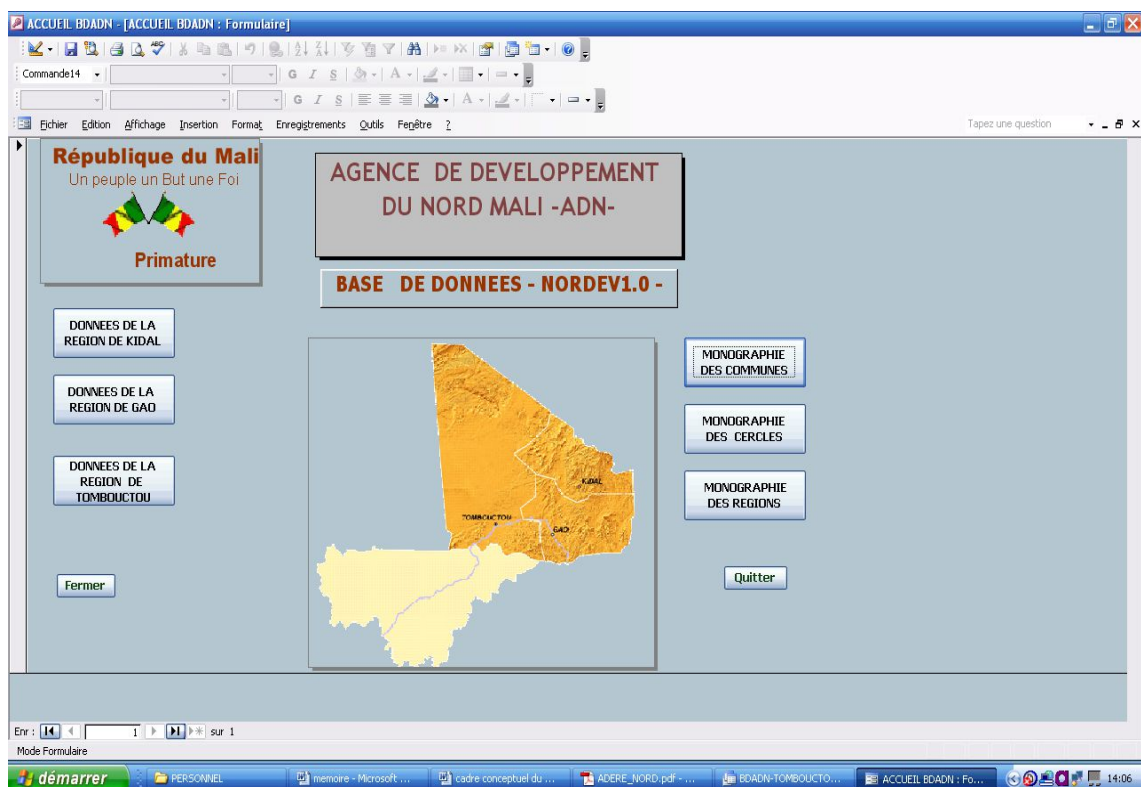 ACCUEIL BDADN - [ACCUEIL BDADN : Formulaire]
Commande14
G I S A
G I S A
Fichier Edition Affichage Insertion Format Enregistrements Outils Fenêtre ?
Tapez une question
République du Mali
Un peuple un But une Foi
Primature
AGENCE DE DEVELOPPEMENT
DU NORD MALI -ADN-
BASE DE DONNEES - NORDEV1.0 -
DONNEES DE LA
REGION DE KIDAL
DONNEES DE LA
REGION DE GAO
DONNEES DE LA
REGION DE
TOMBOUCTOU
Fermer
KIDAL
TOMBOUCTOU
GAO
MONOGRAPHIE
DES COMMUNES
MONOGRAPHIE
DES CERCLES
MONOGRAPHIE
DES REGIONS
Quitter
Enr : 1 sur 1
Mode Formulaire
démarrer PERSONNEL memoire - Microsoft ... cadre conceptuel du ... ADERE_NORD.pdf - ... BDADN-TOMBOUCTO... ACCUEIL BDADN : Fo... 14:06